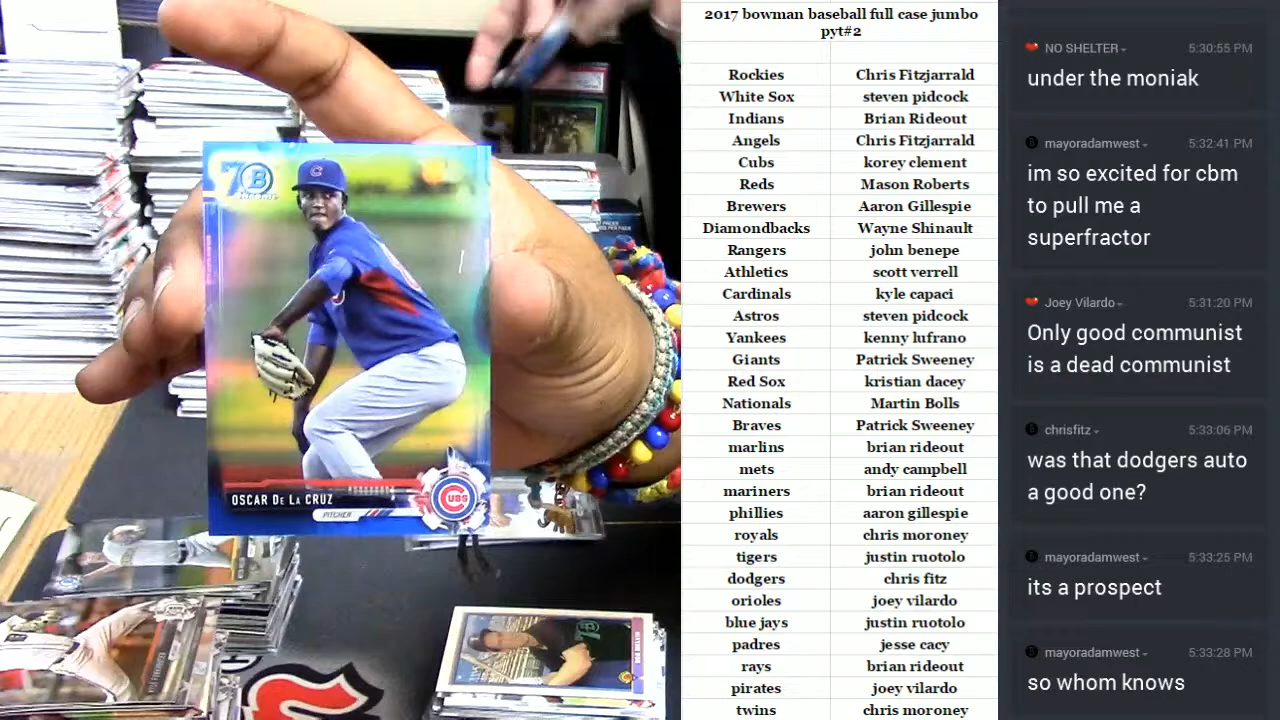 70 B
CUBS
OSCAR DE LA CRUZ
PITCHER
2017 bowman baseball full case jumbo
pyt#2
Rockies Chris Fitzjarrald
White Sox steven pidcock
Indians Brian Rideout
Angels Chris Fitzjarrald
Cubs korey clement
Reds Mason Roberts
Brewers Aaron Gillespie
Diamondbacks Wayne Shinault
Rangers john benepe
Athletics scott verrell
Cardinals kyle capaci
Astros steven pidcock
Yankees kenny lufrano
Giants Patrick Sweeney
Red Sox kristian dacey
Nationals Martin Bolls
Braves Patrick Sweeney
marlins brian rideout
mets andy campbell
mariners brian rideout
phillies aaron gillespie
royals chris moroney
tigers justin ruotolo
dodgers chris fitz
orioles joey vilardo
blue jays justin ruotolo
padres jesse cacy
rays brian rideout
pirates joey vilardo
twins chris moroney
NO SHELTER 5:30:55 PM
under the moniak
mayoradamwest 5:32:41 PM
im so excited for cbm
to pull me a
superfractor
Joey Vilardo 5:31:20 PM
Only good communist
is a dead communist
chrisfitz 5:33:06 PM
was that dodgers auto
a good one?
mayoradamwest 5:33:25 PM
its a prospect
mayoradamwest 5:33:28 PM
so whom knows